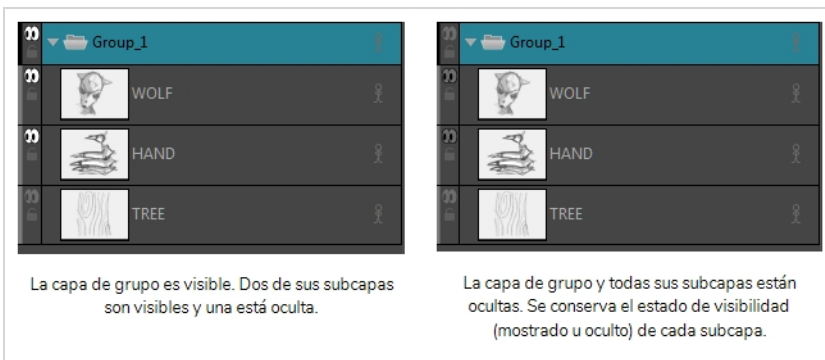 Group_1
WOLF
HAND
TREE
La capa de grupo es visible. Dos de sus subcapas
son visibles y una está oculta.
Group_1
WOLF
HAND
TREE
La capa de grupo y todas sus subcapas están
ocultas. Se conserva el estado de visibilidad
(mostrado u oculto) de cada subcapa.